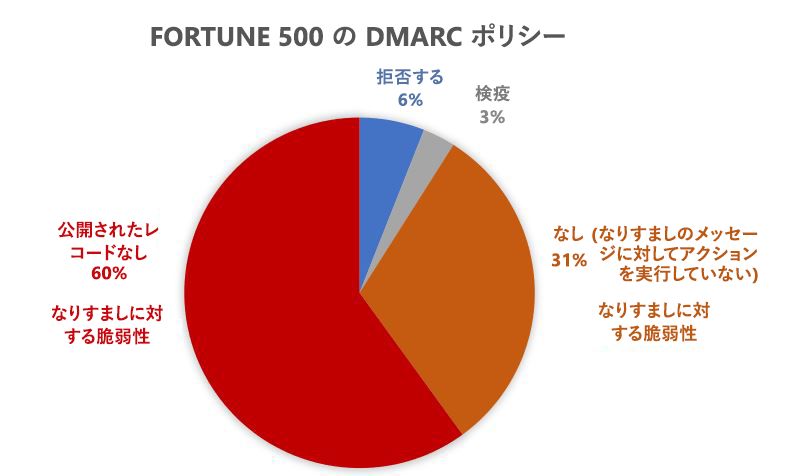 FORTUNE 500 の DMARC ポリシー
拒否する
6%
検疫
3%
なし (なりすましのメッセー
ジに対してアクション
31%
を実行していない)
なりすましに対
する脆弱性
公開されたレ
コードなし
60%
なりすましに対
する脆弱性